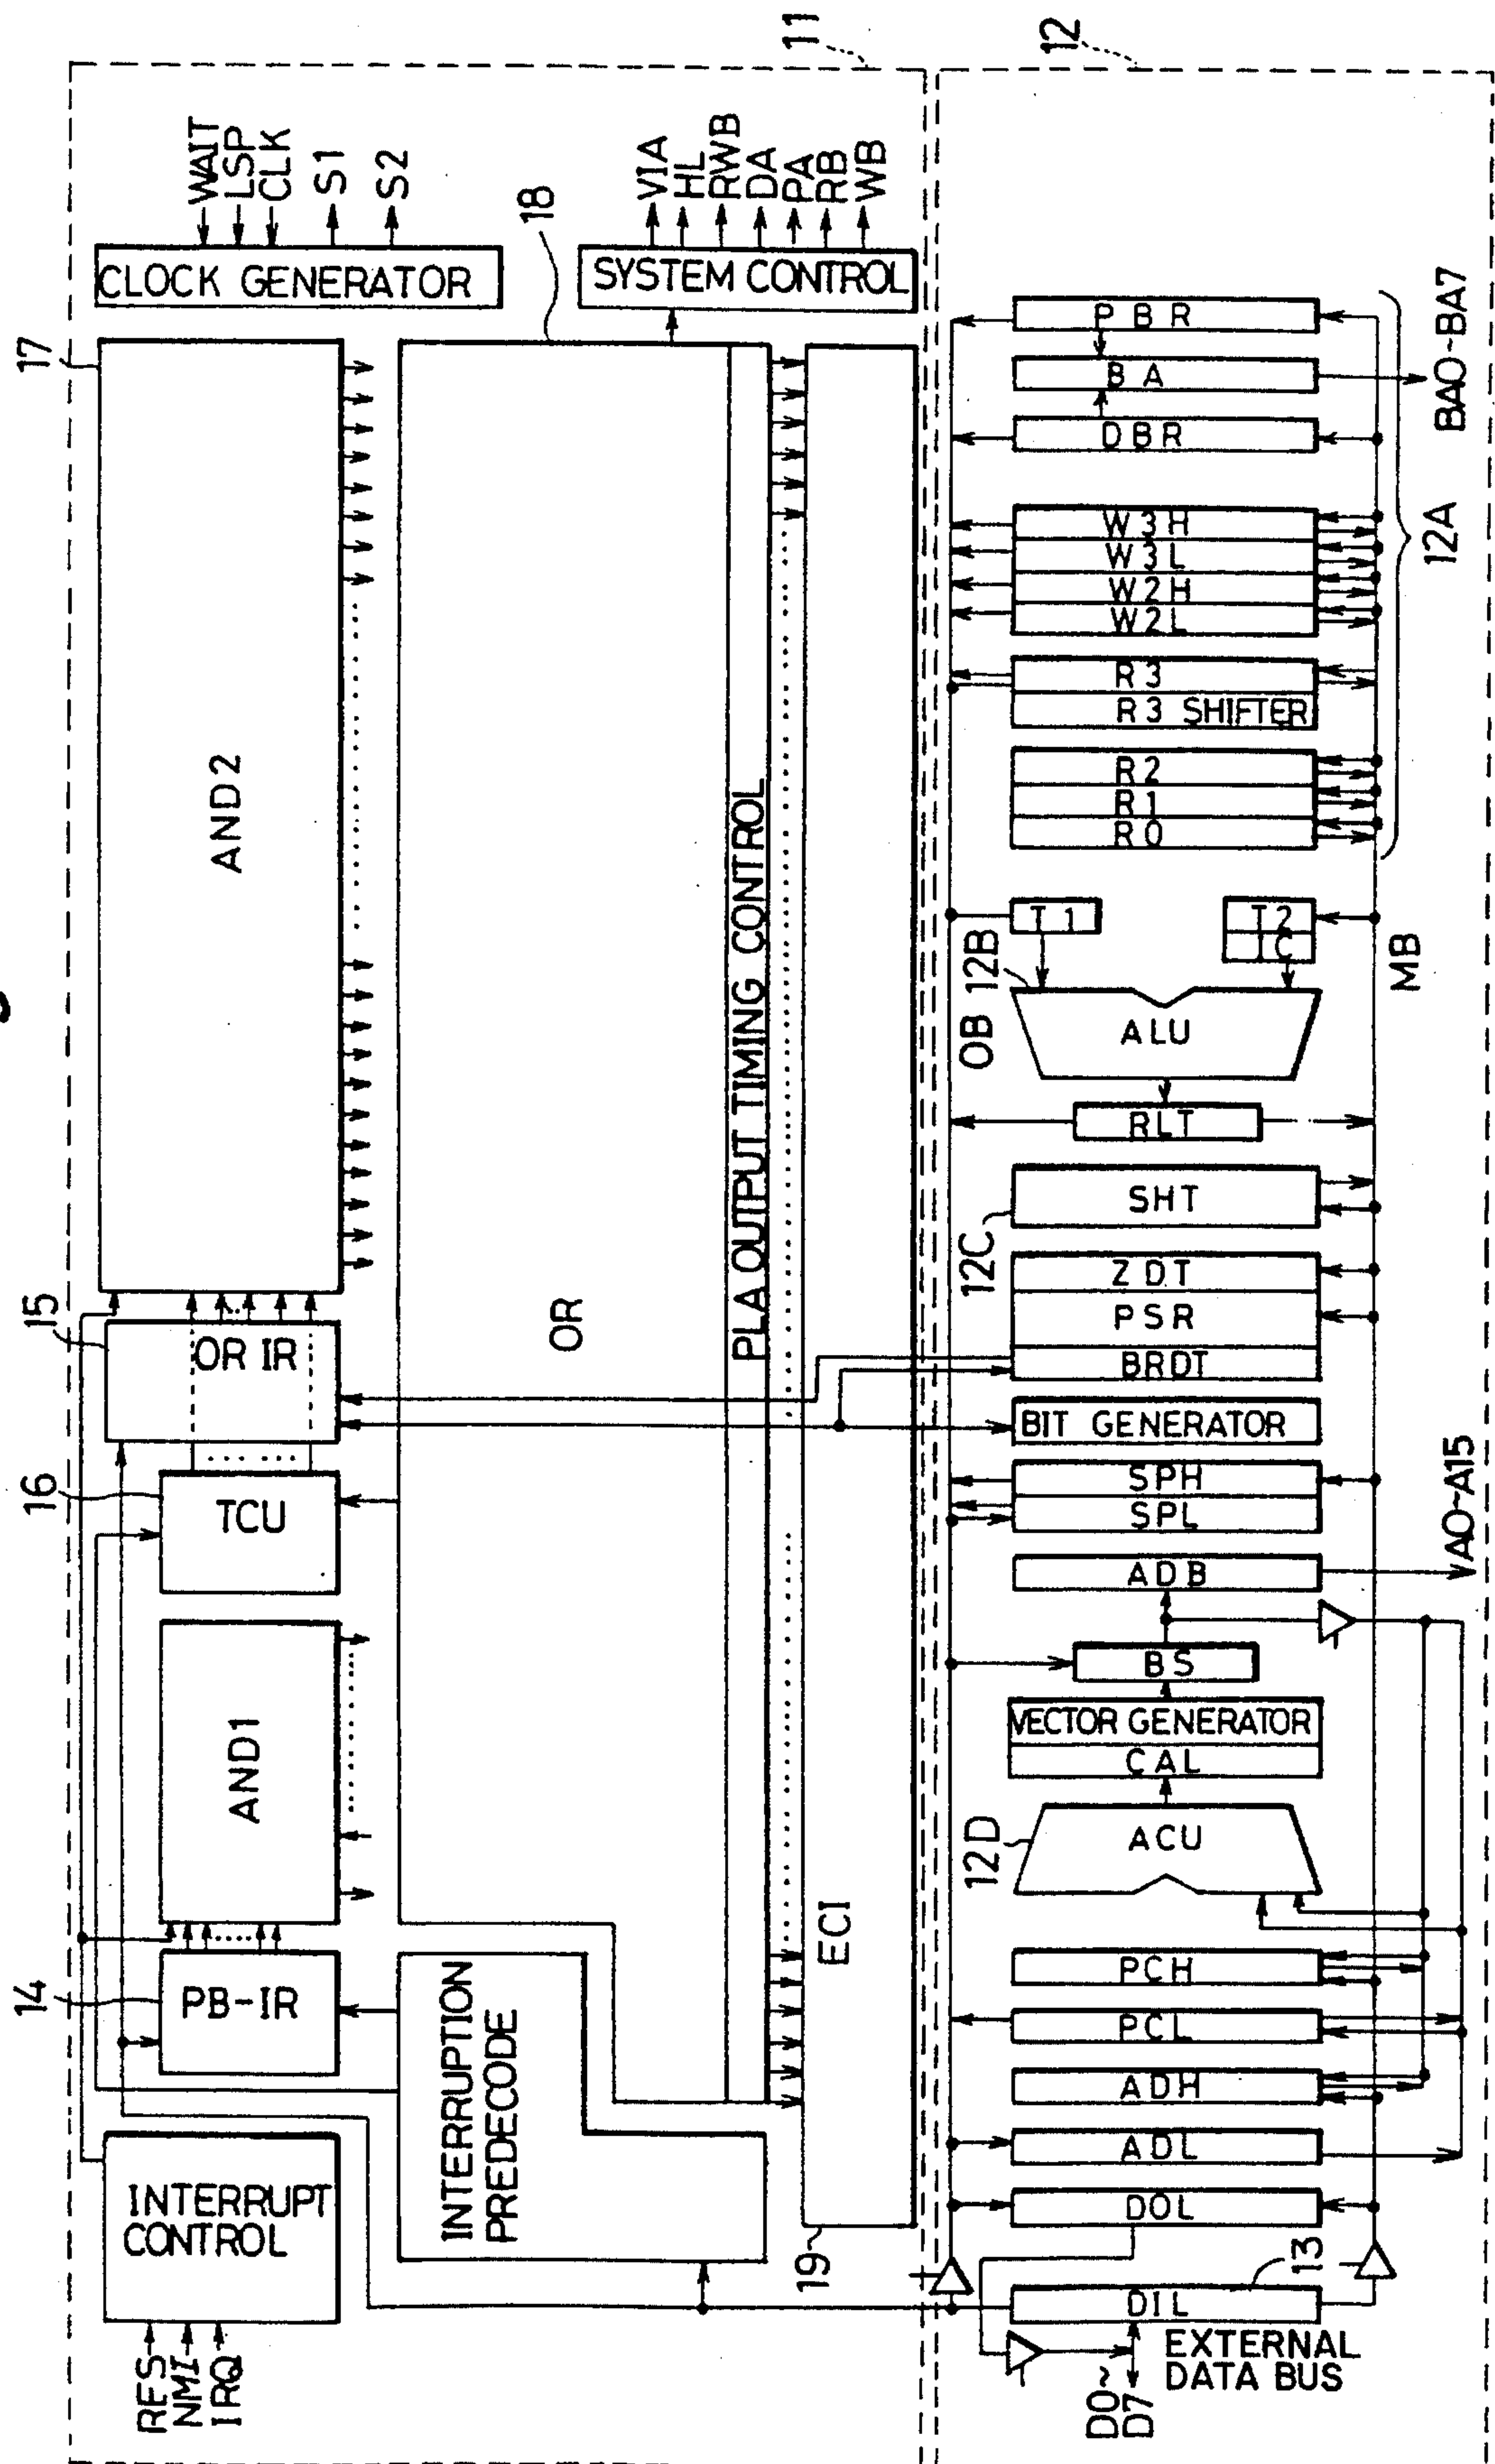 RES
NMI
IRQ
INTERRUPT
CONTROL
14
PB-IR
AND1
16
TCU
15
OR IR
17
AND2
WAIT
LSP
CLK
S1
S2
CLOCK GENERATOR
11
INTERRUPTION
PREDECODE
OR
18
PLA OUTPUT TIMING CONTROL
SYSTEM CONTROL
VIA
HL
RWB
DA
PA
RB
WB
19
ECI
12
D0~
D7
EXTERNAL
DATA BUS
DIL
13
DOL
ADL
ADH
PCL
PCH
12D
ACU
CAL
VECTOR GENERATOR
BS
ADB
A0~A15
SPL
SPH
BIT GENERATOR
BRDT
PSR
ZDT
12C
SHT
RLT
OB
12B
ALU
MB
T1
T2
IC
R0
R1
R2
R3 SHIFTER
R3
W2L
W2H
W3L
W3H
12A
DBR
BA
PBR
BA0~BA7